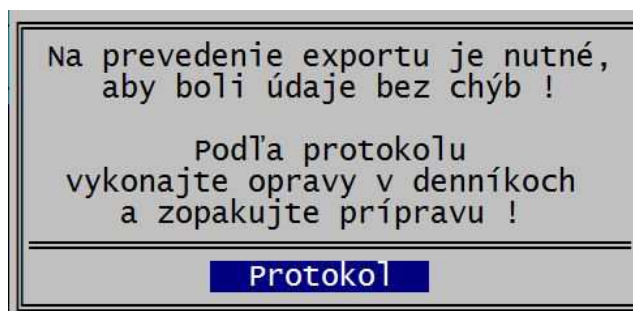 Na prevedenie exportu je nutné,
aby boli údaje bez chýb !
Podľa protokolu
vykonajte opravy v denníkoch
a zopakujte prípravu !
Protokol